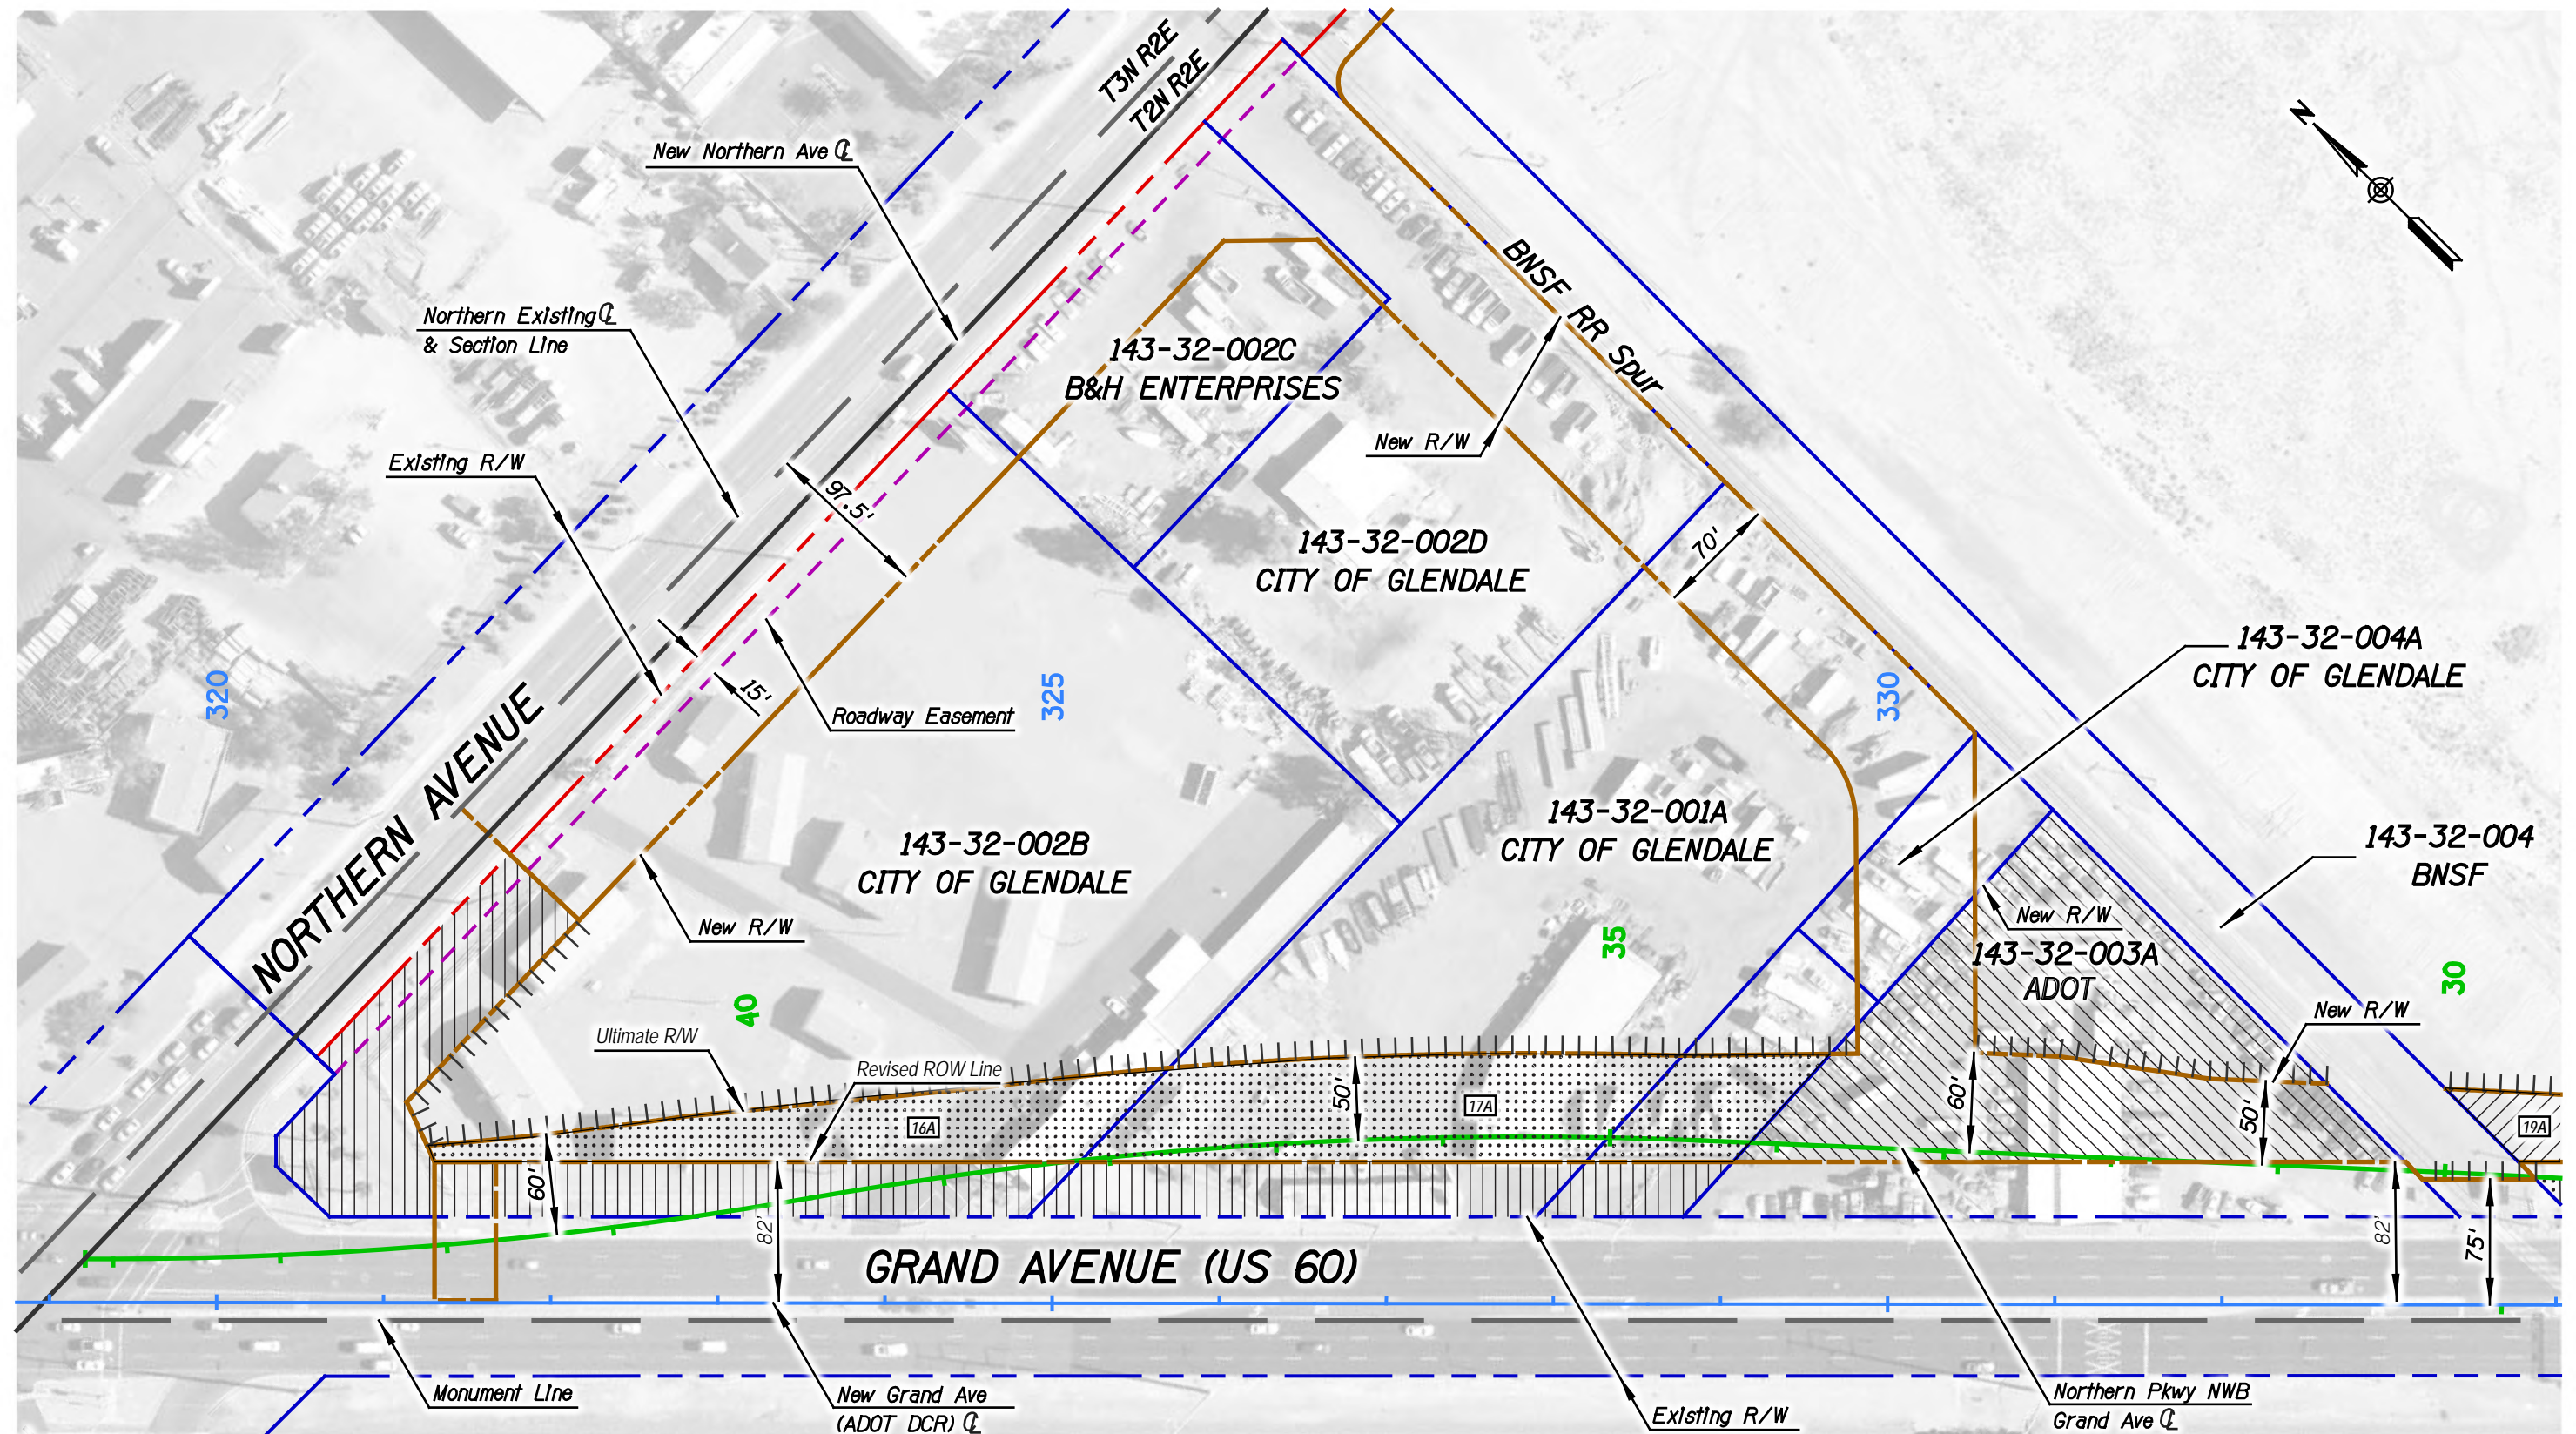 T3N R2E
T2N R2E
N
New Northern Ave ℄
Northern Existing ℄
& Section Line
BNSF RR Spur
143-32-002C
B&H ENTERPRISES
New R/W
Existing R/W
97.5'
143-32-002D
CITY OF GLENDALE
70'
143-32-004A
CITY OF GLENDALE
320
325
330
15'
Roadway Easement
NORTHERN AVENUE
143-32-002B
CITY OF GLENDALE
143-32-001A
CITY OF GLENDALE
143-32-004
BNSF
New R/W
New R/W
143-32-003A
ADOT
35
30
40
New R/W
Ultimate R/W
Revised ROW Line
50'
60'
50'
16A
17A
19A
60'
82'
82'
75'
GRAND AVENUE (US 60)
Monument Line
New Grand Ave
(ADOT DCR) ℄
Existing R/W
Northern Pkwy NWB
Grand Ave ℄